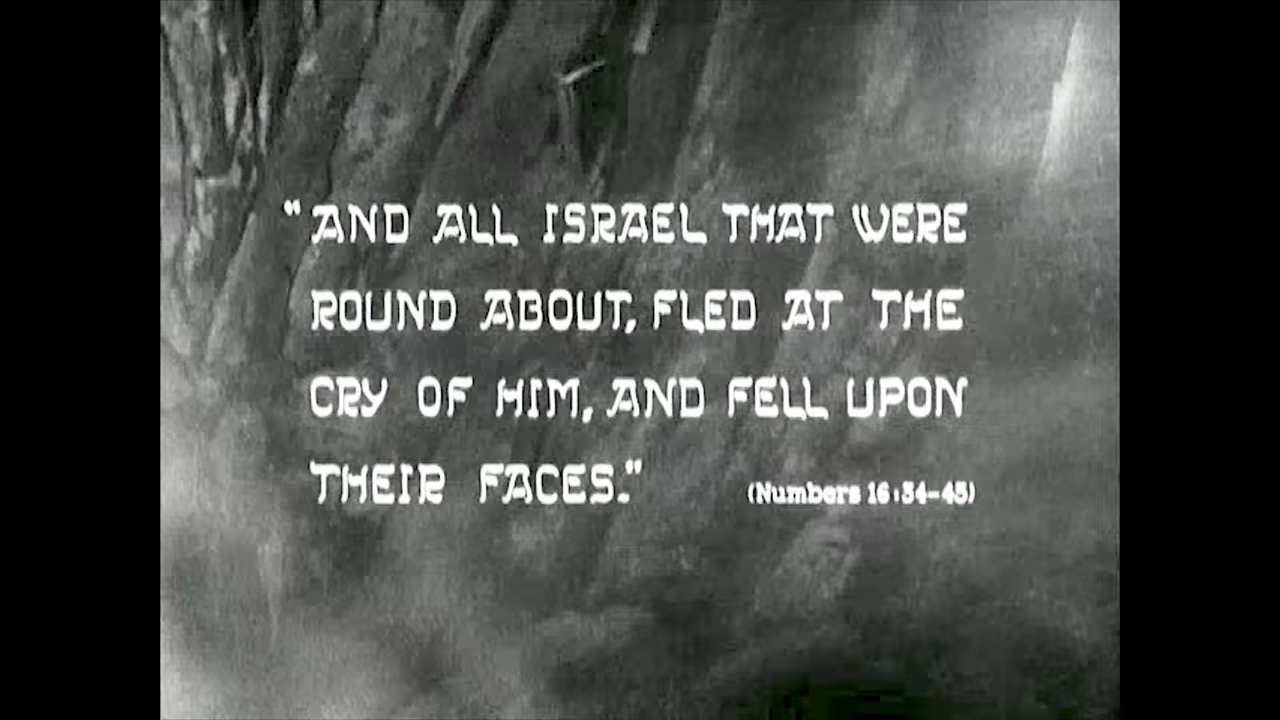 "AND ALL ISRAEL THAT WERE
ROUND ABOUT, FLED AT THE
CRY OF HIM, AND FELL UPON
THEIR FACES." (Numbers 16:34-45)